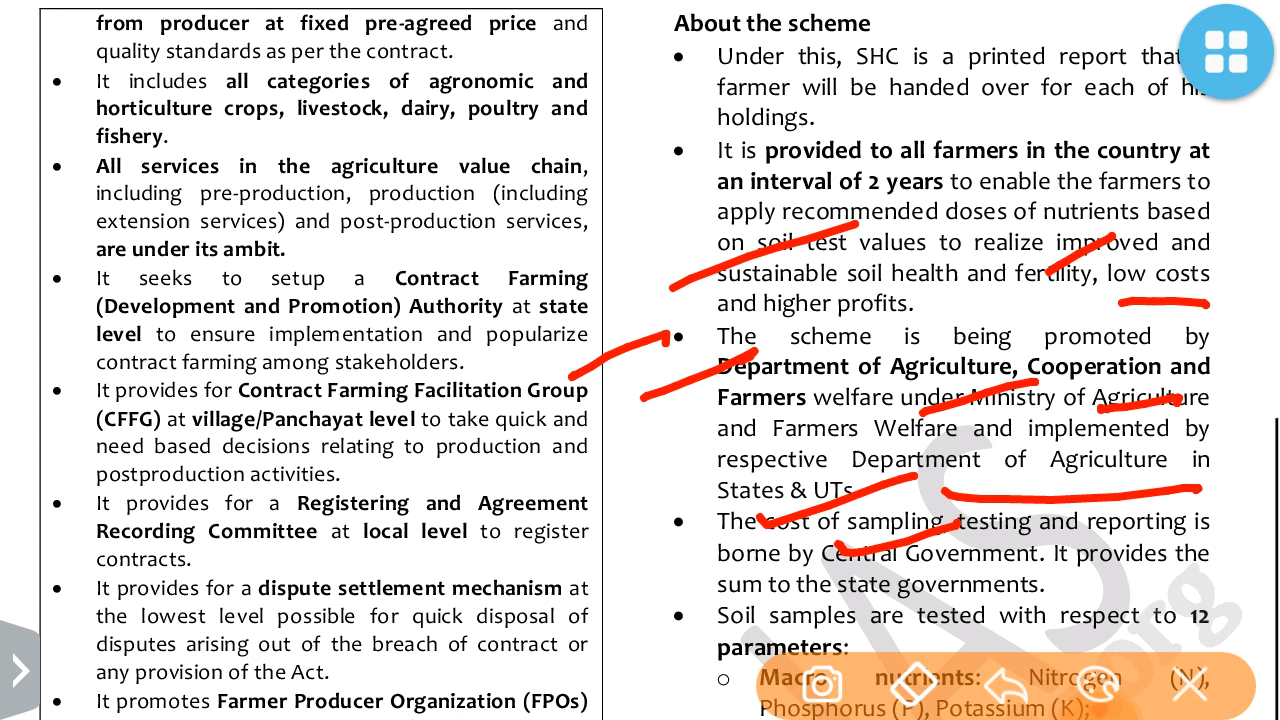 from producer at fixed pre-agreed price and
quality standards as per the contract.
• It includes all categories of agronomic and
horticulture crops, livestock, dairy, poultry and
fishery.
• All services in the agriculture value chain,
including pre-production, production (including
extension services) and post-production services,
are under its ambit.
• It seeks to setup a Contract Farming
(Development and Promotion) Authority at state
level to ensure implementation and popularize
contract farming among stakeholders.
• It provides for Contract Farming Facilitation Group
(CFFG) at village/Panchayat level to take quick and
need based decisions relating to production and
postproduction activities.
• It provides for a Registering and Agreement
Recording Committee at local level to register
contracts.
• It provides for a dispute settlement mechanism at
the lowest level possible for quick disposal of
disputes arising out of the breach of contract or
any provision of the Act.
• It promotes Farmer Producer Organization (FPOs)
About the scheme
• Under this, SHC is a printed report that
farmer will be handed over for each of his
holdings.
• It is provided to all farmers in the country at
an interval of 2 years to enable the farmers to
apply recommended doses of nutrients based
on soil test values to realize improved and
sustainable soil health and fertility, low costs
and higher profits.
• The scheme is being promoted by
Department of Agriculture, Cooperation and
Farmers welfare under Ministry of Agriculture
and Farmers Welfare and implemented by
respective Department of Agriculture in
States & UTs.
• The cost of sampling, testing and reporting is
borne by Central Government. It provides the
sum to the state governments.
• Soil samples are tested with respect to 12
parameters:
○ Macro nutrients: Nitrogen (N),
Phosphorus (P), Potassium (K);